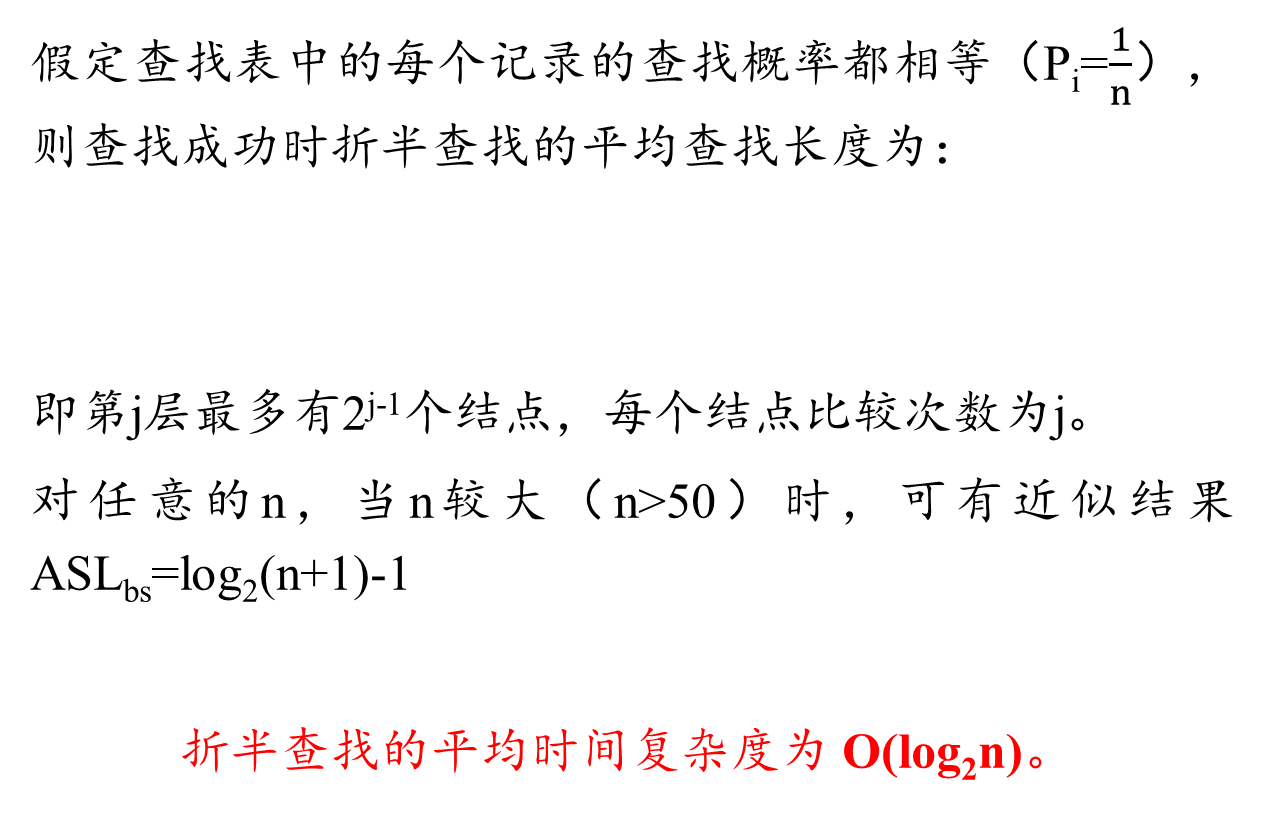 假定查找表中的每个记录的查找概率都相等（Pᵢ=1/n），
则查找成功时折半查找的平均查找长度为：
即第j层最多有2ʲ⁻¹个结点，每个结点比较次数为j。
对任意的n，当n较大（n>50）时，可有近似结果
ASLbs=log₂(n+1)-1
折半查找的平均时间复杂度为 O(log₂n)。